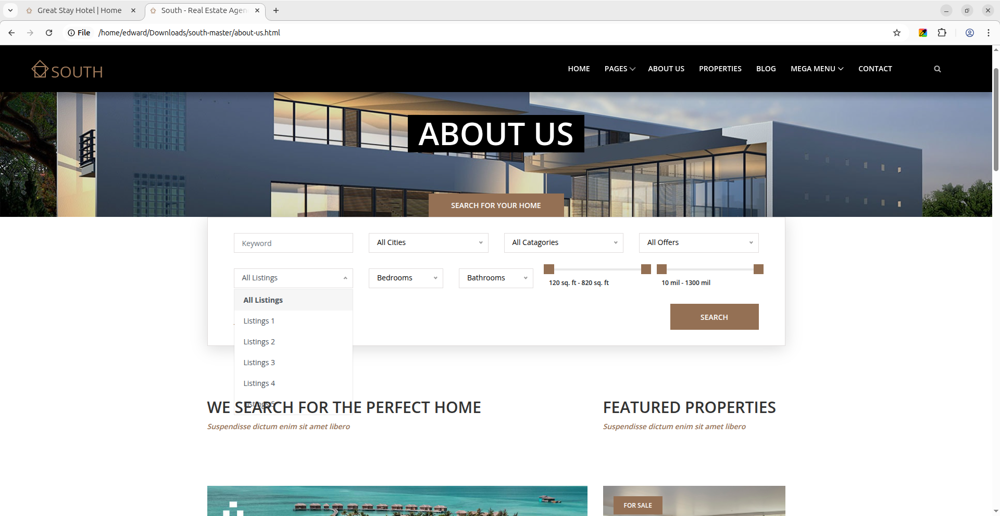 Great Stay Hotel | Home
South - Real Estate Agen
File /home/edward/Downloads/south-master/about-us.html
SOUTH
HOME PAGES ABOUT US PROPERTIES BLOG MEGA MENU CONTACT
ABOUT US
SEARCH FOR YOUR HOME
Keyword All Cities All Catagories All Offers
All Listings Bedrooms Bathrooms 120 sq. ft - 820 sq. ft 10 mil - 1300 mil
All Listings
Listings 1
Listings 2
Listings 3
Listings 4
Listings 5
SEARCH
WE SEARCH FOR THE PERFECT HOME
Suspendisse dictum enim sit amet libero
FEATURED PROPERTIES
Suspendisse dictum enim sit amet libero
FOR SALE